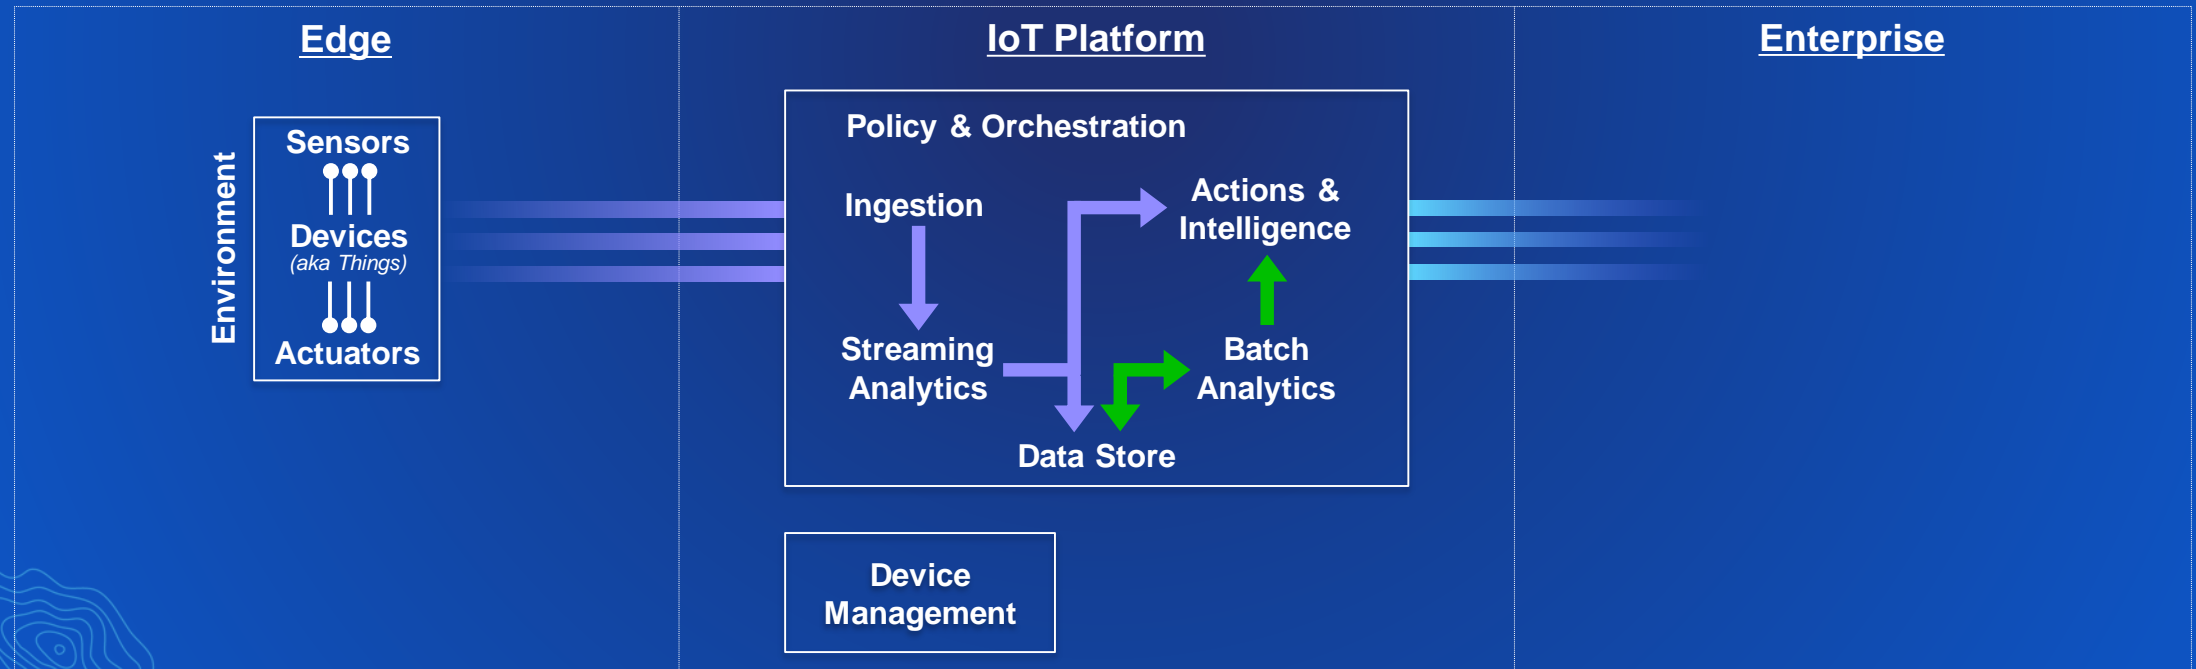 Edge
IoT Platform
Enterprise
Environment
Sensors
Devices
(aka Things)
Actuators
Policy & Orchestration
Ingestion
Actions &
Intelligence
Streaming
Analytics
Batch
Analytics
Data Store
Device
Management